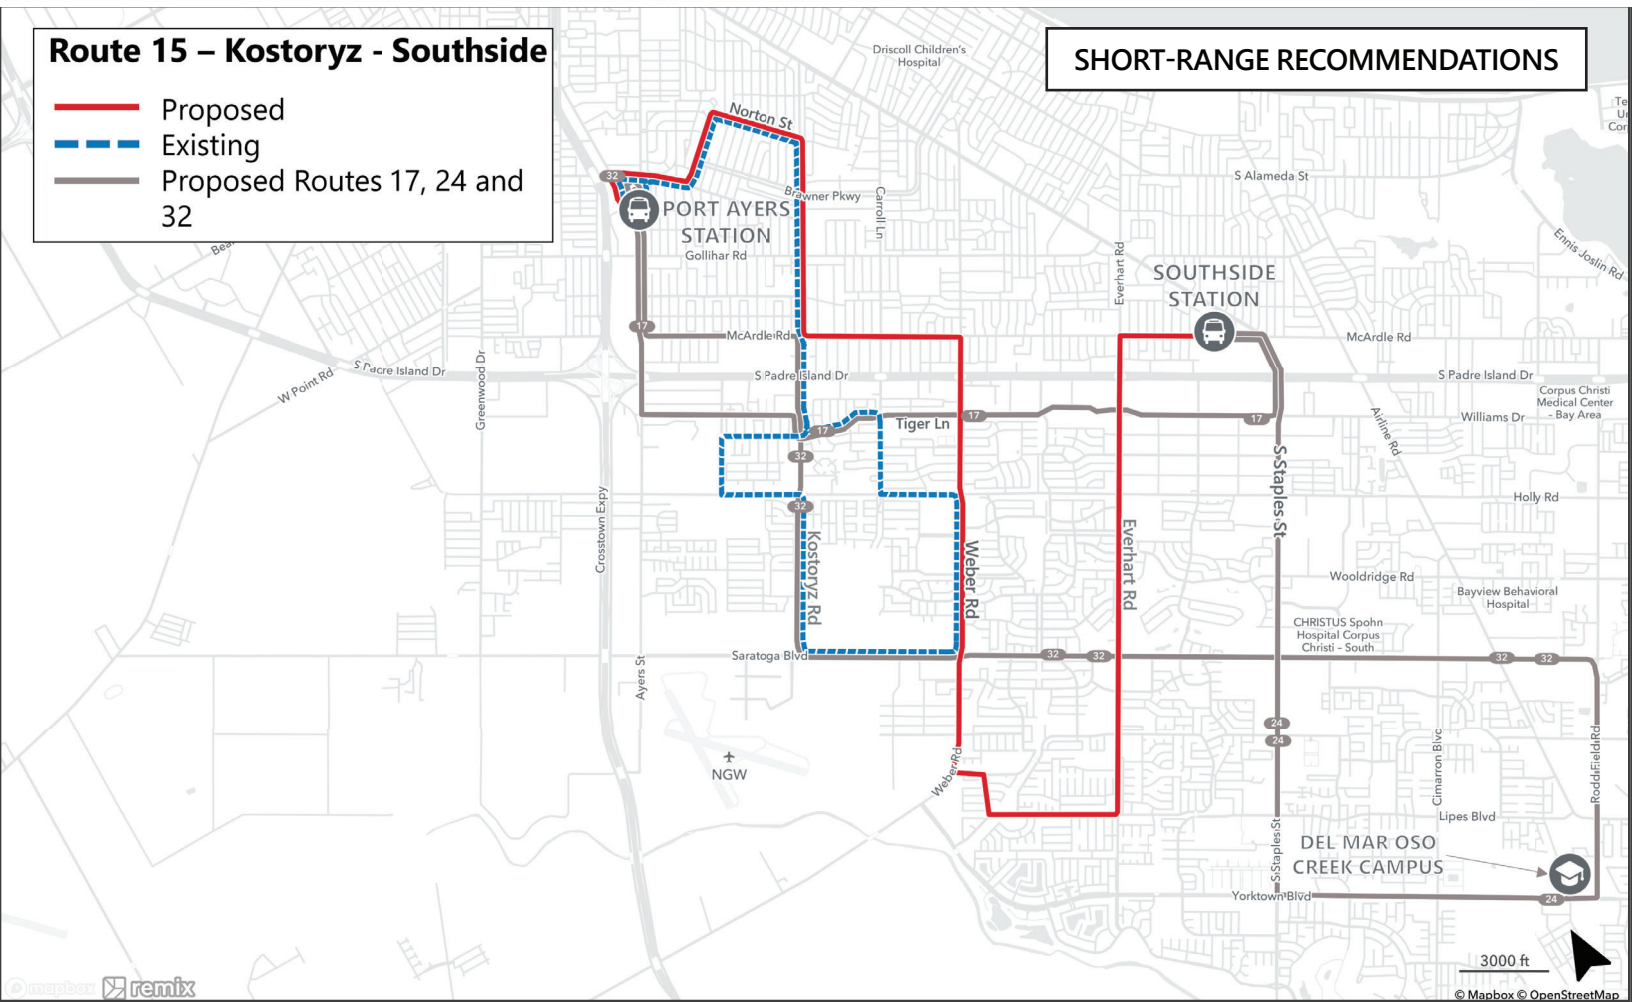 Route 15 – Kostoryz - Southside
Proposed
Existing
Proposed Routes 17, 24 and
32
SHORT-RANGE RECOMMENDATIONS
Driscoll Children's
Hospital
Norton St
32
Brawner Pkwy
Carroll Ln
S Alameda St
PORT AYERS
STATION
Gollihar Rd
Everhart Rd
Ennis Joslin Rd
SOUTHSIDE
STATION
17
McArdle Rd
McArdle Rd
S Padre Island Dr
S Padre Island Dr
S Padre Island Dr
W Point Rd
Greenwood Dr
Corpus Christi
Medical Center
- Bay Area
Williams Dr
Airline Rd
17
Tiger Ln
17
17
32
S Staples St
Holly Rd
32
Crosstown Expy
Kostoryz Rd
Weber Rd
Everhart Rd
Wooldridge Rd
Bayview Behavioral
Hospital
CHRISTUS Spohn
Hospital Corpus
Christi - South
Saratoga Blvd
32
32
32
32
Ayers St
24
24
NGW
Weber Rd
Cimarron Blvc
Rodd Field Rd
Lipes Blvd
S Staples St
DEL MAR OSO
CREEK CAMPUS
Yorktown Blvd
24
3000 ft
mapbox
remix
© Mapbox © OpenStreetMap